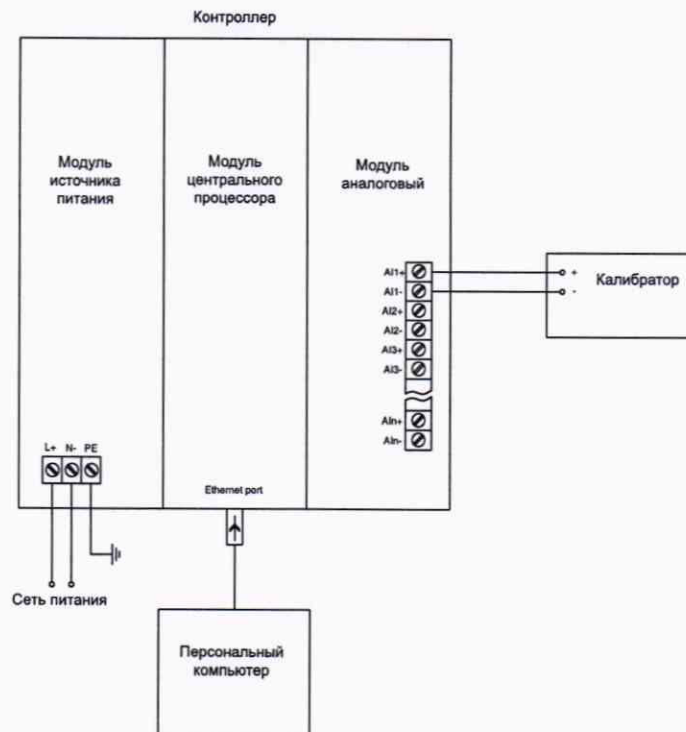 Контроллер
Модуль
источника
питания
Модуль
центрального
процессора
Модуль
аналоговый
AI1+
AI1-
AI2+
AI2-
AI3+
AI3-
AIn+
AIn-
+
-
Калибратор
L+ N- PE
Ethernet port
Сеть питания
Персональный
компьютер